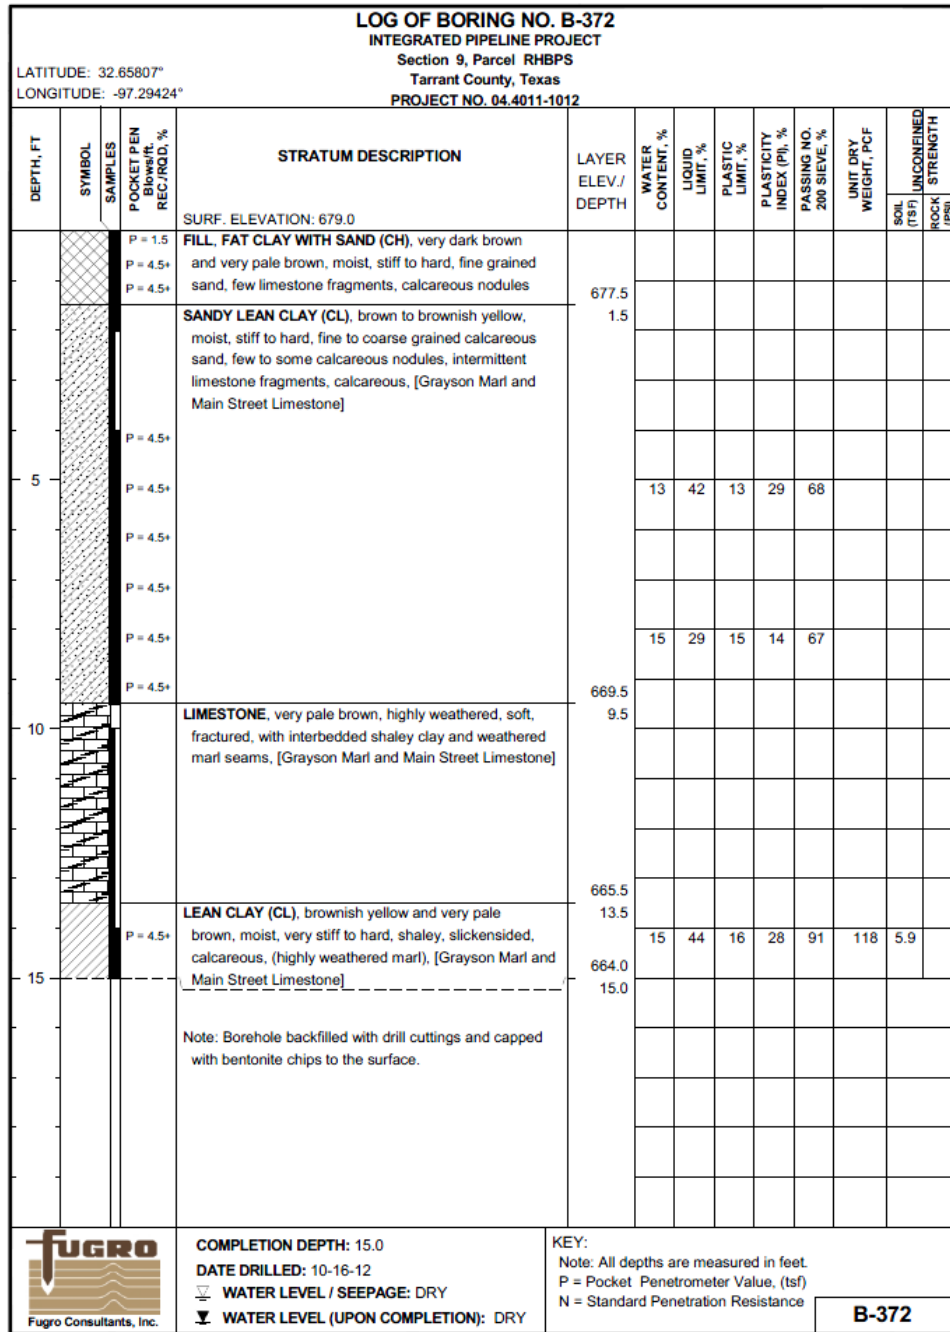 LOG OF BORING NO. B-372
INTEGRATED PIPELINE PROJECT
Section 9, Parcel RHBPS
Tarrant County, Texas
PROJECT NO. 04.4011-1012
LATITUDE: 32.65807°
LONGITUDE: -97.29424°
DEPTH, FT
SYMBOL
SAMPLES
POCKET PEN
Blows/ft.
REC./RQD, %
STRATUM DESCRIPTION
SURF. ELEVATION: 679.0
LAYER
ELEV./
DEPTH
WATER
CONTENT, %
LIQUID
LIMIT, %
PLASTIC
LIMIT, %
PLASTICITY
INDEX (PI), %
PASSING NO.
200 SIEVE, %
UNIT DRY
WEIGHT, PCF
UNCONFINED
STRENGTH
SOIL
(TSF)
ROCK
(PSI)
P = 1.5
P = 4.5+
P = 4.5+
FILL, FAT CLAY WITH SAND (CH), very dark brown
and very pale brown, moist, stiff to hard, fine grained
sand, few limestone fragments, calcareous nodules
677.5
1.5
SANDY LEAN CLAY (CL), brown to brownish yellow,
moist, stiff to hard, fine to coarse grained calcareous
sand, few to some calcareous nodules, intermittent
limestone fragments, calcareous, [Grayson Marl and
Main Street Limestone]
P = 4.5+
5
P = 4.5+
13 42 13 29 68
P = 4.5+
P = 4.5+
P = 4.5+
15 29 15 14 67
P = 4.5+
669.5
9.5
10
LIMESTONE, very pale brown, highly weathered, soft,
fractured, with interbedded shaley clay and weathered
marl seams, [Grayson Marl and Main Street Limestone]
665.5
13.5
LEAN CLAY (CL), brownish yellow and very pale
brown, moist, very stiff to hard, shaley, slickensided,
calcareous, (highly weathered marl), [Grayson Marl and
Main Street Limestone]
P = 4.5+
15 44 16 28 91 118 5.9
664.0
15.0
15
Note: Borehole backfilled with drill cuttings and capped
with bentonite chips to the surface.
FUGRO
Fugro Consultants, Inc.
COMPLETION DEPTH: 15.0
DATE DRILLED: 10-16-12
WATER LEVEL / SEEPAGE: DRY
WATER LEVEL (UPON COMPLETION): DRY
KEY:
Note: All depths are measured in feet.
P = Pocket Penetrometer Value, (tsf)
N = Standard Penetration Resistance
B-372